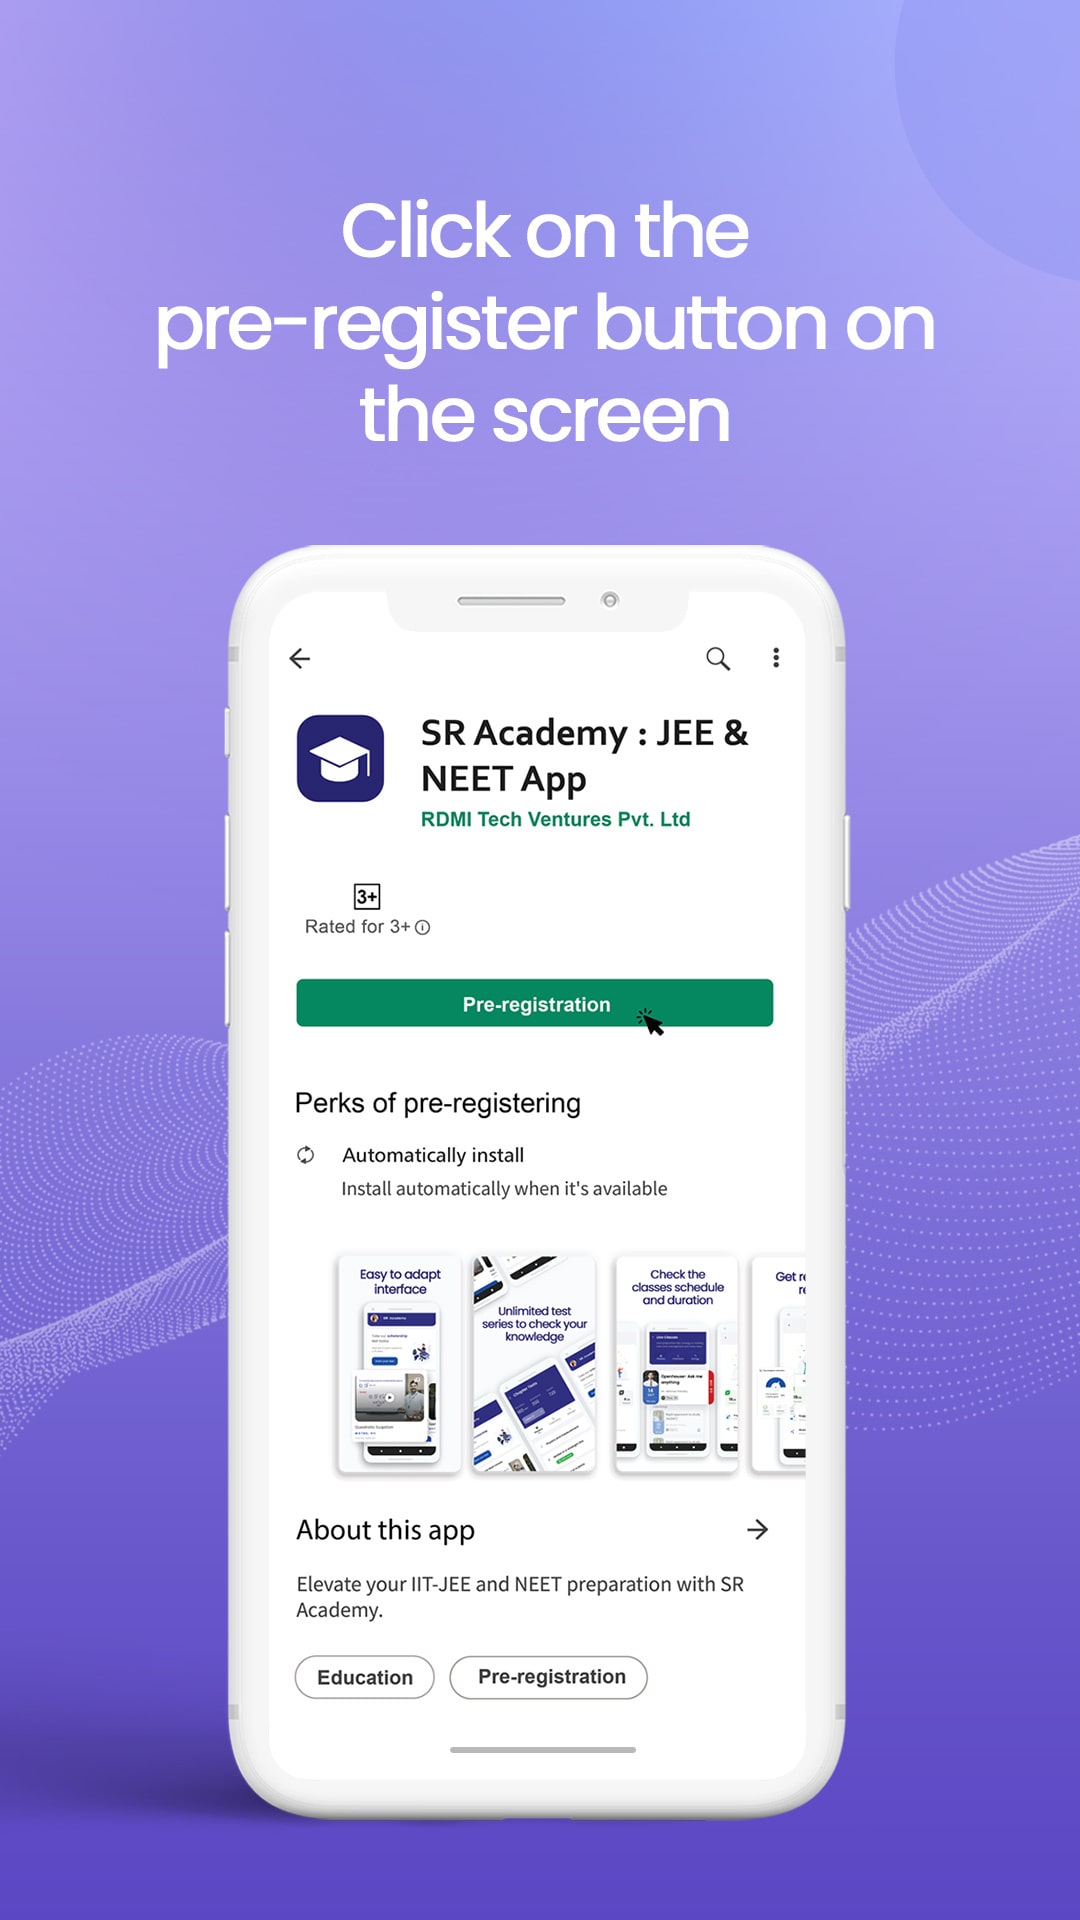 Click on the
pre-register button on
the screen
SR Academy : JEE &
NEET App
RDMI Tech Ventures Pvt. Ltd
3+
Rated for 3+
Pre-registration
Perks of pre-registering
Automatically install
Install automatically when it's available
Easy to adapt
interface
Unlimited test
series to check your
knowledge
Check the
classes schedule
and duration
Get re
re
About this app
Elevate your IIT-JEE and NEET preparation with SR
Academy.
Education
Pre-registration